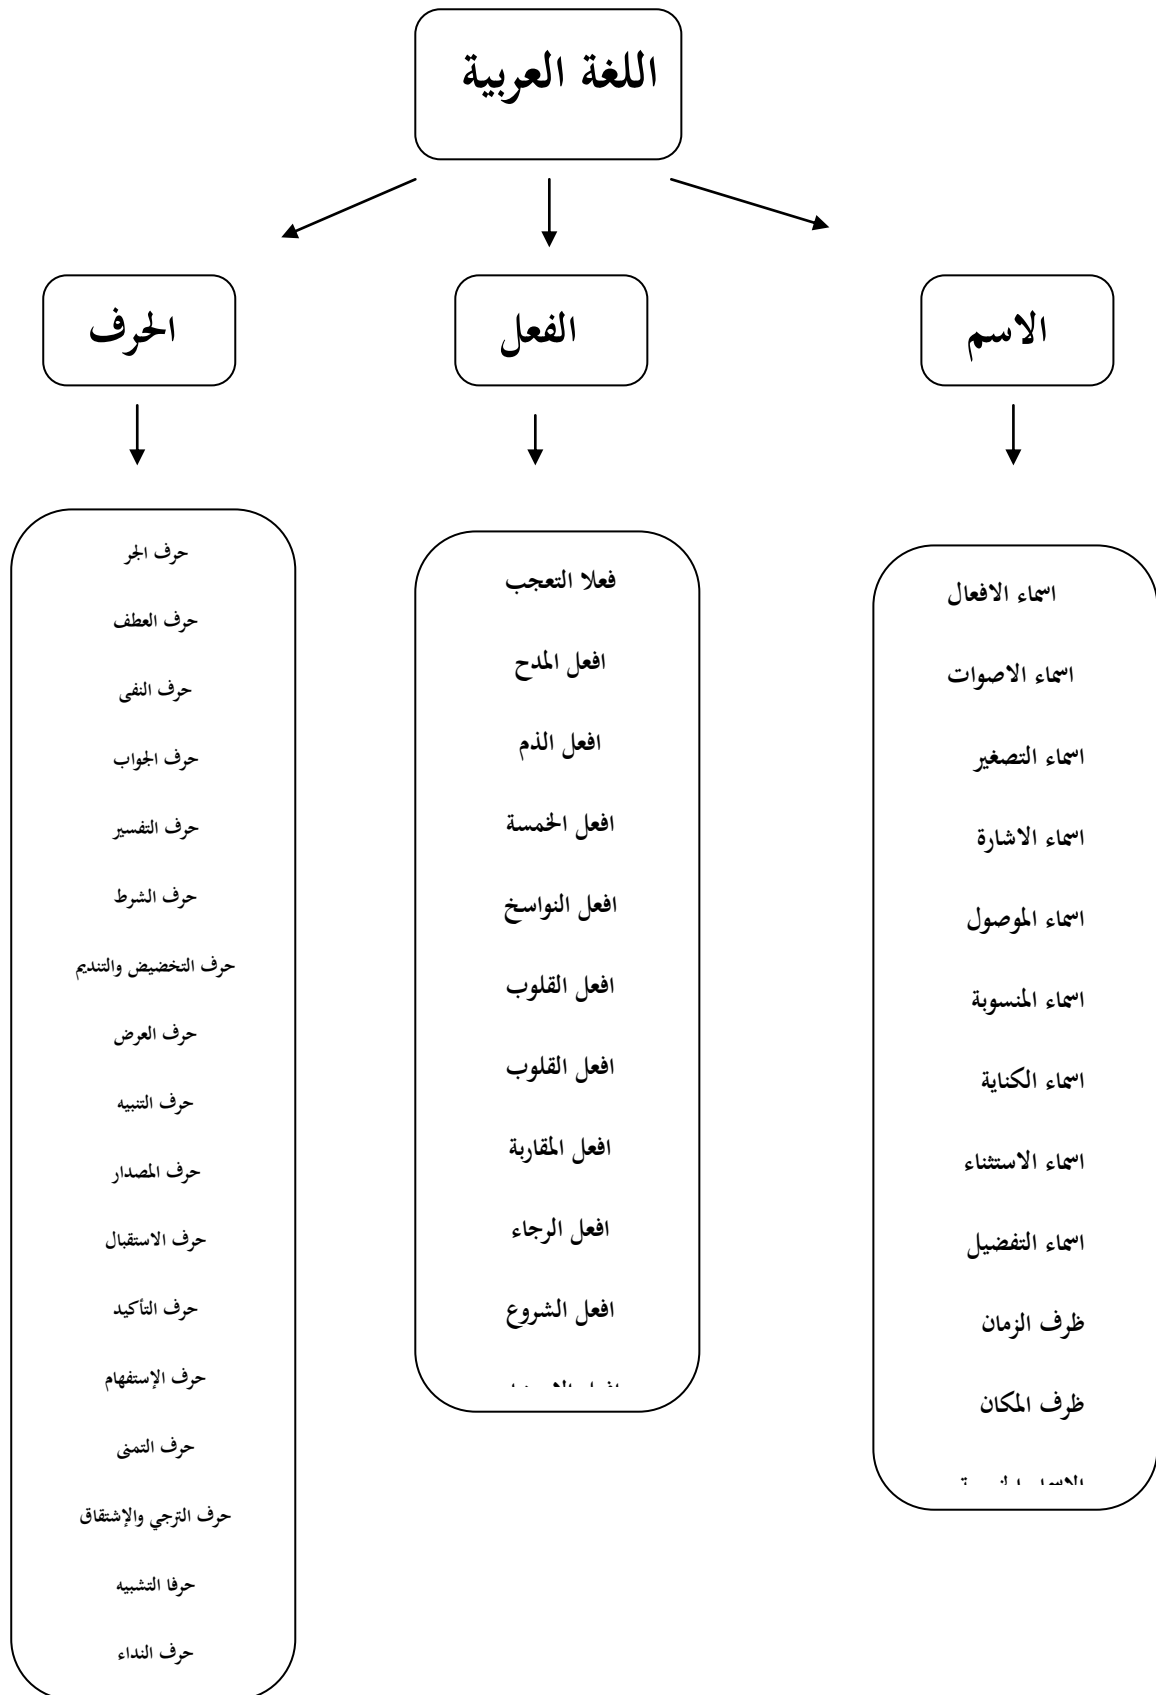 اللغة العربية
الاسم
الفعل
الحرف
اسماء الافعال
اسماء الاصوات
اسماء التصغير
اسماء الاشارة
اسماء الموصول
اسماء المنسوبة
اسماء الكناية
اسماء الاستثناء
اسماء التفضيل
ظرف الزمان
ظرف المكان
فعلا التعجب
افعل المدح
افعل الذم
افعل الخمسة
افعل النواسخ
افعل القلوب
افعل القلوب
افعل المقاربة
افعل الرجاء
افعل الشروع
حرف الجر
حرف العطف
حرف النفى
حرف الجواب
حرف التفسير
حرف الشرط
حرف التخضيض والتنديم
حرف العرض
حرف التنبيه
حرف المصدار
حرف الاستقبال
حرف التأكيد
حرف الإستفهام
حرف التمنى
حرف الترجي والإشتقاق
حرفا التشبيه
حرف النداء